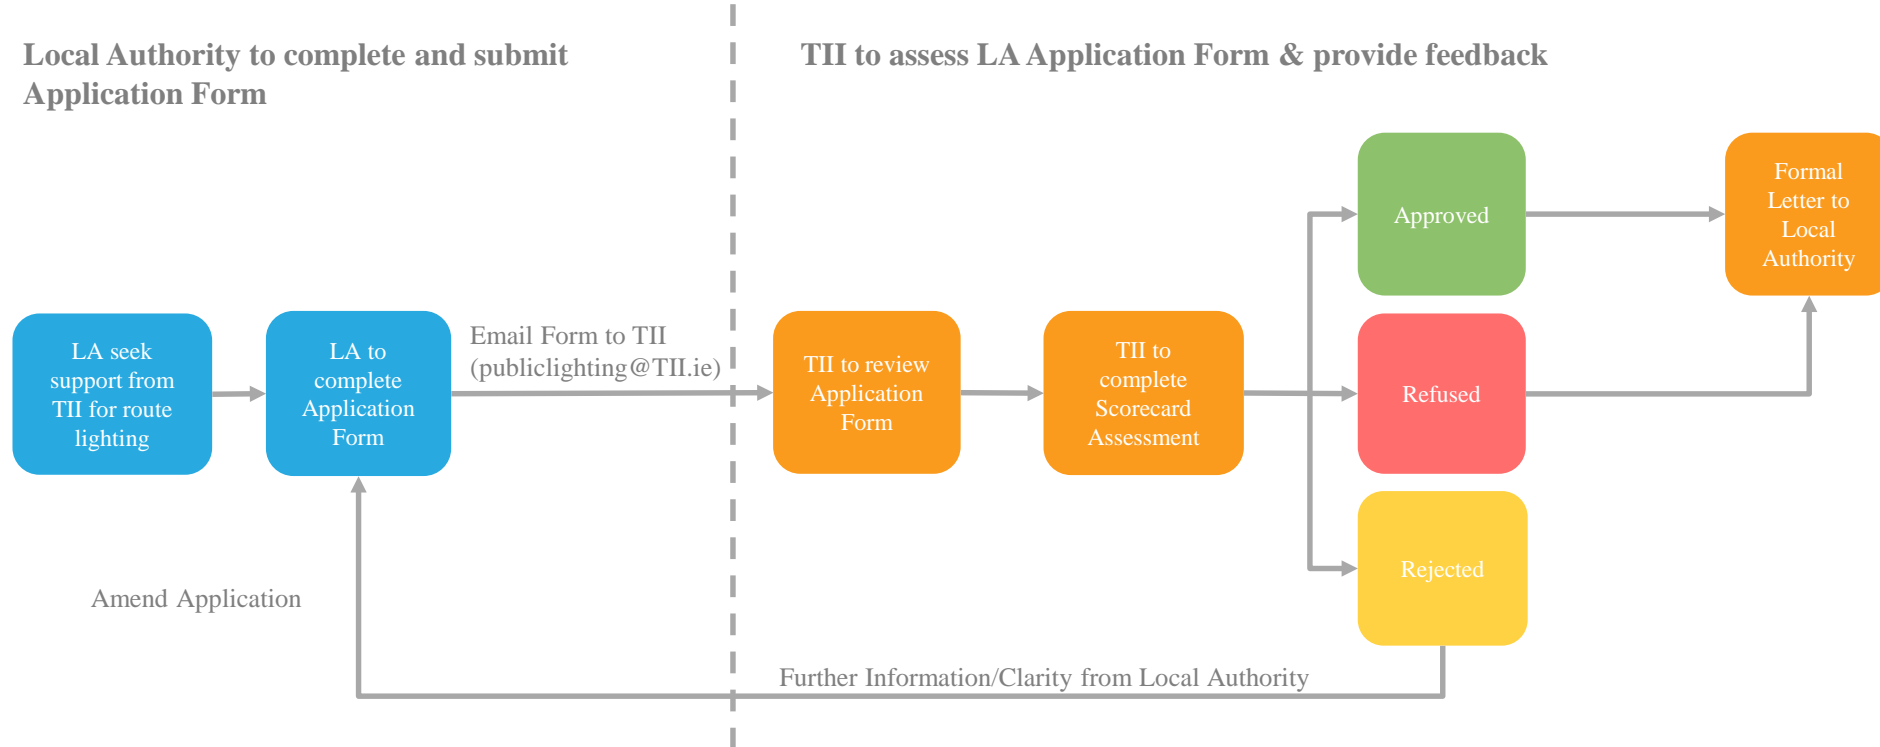 Local Authority to complete and submit
Application Form
TII to assess LA Application Form & provide feedback
LA seek
support from
TII for route
lighting
LA to
complete
Application
Form
Email Form to TII
(publiclighting@TII.ie)
TII to review
Application
Form
TII to
complete
Scorecard
Assessment
Approved
Refused
Rejected
Formal
Letter to
Local
Authority
Amend Application
Further Information/Clarity from Local Authority